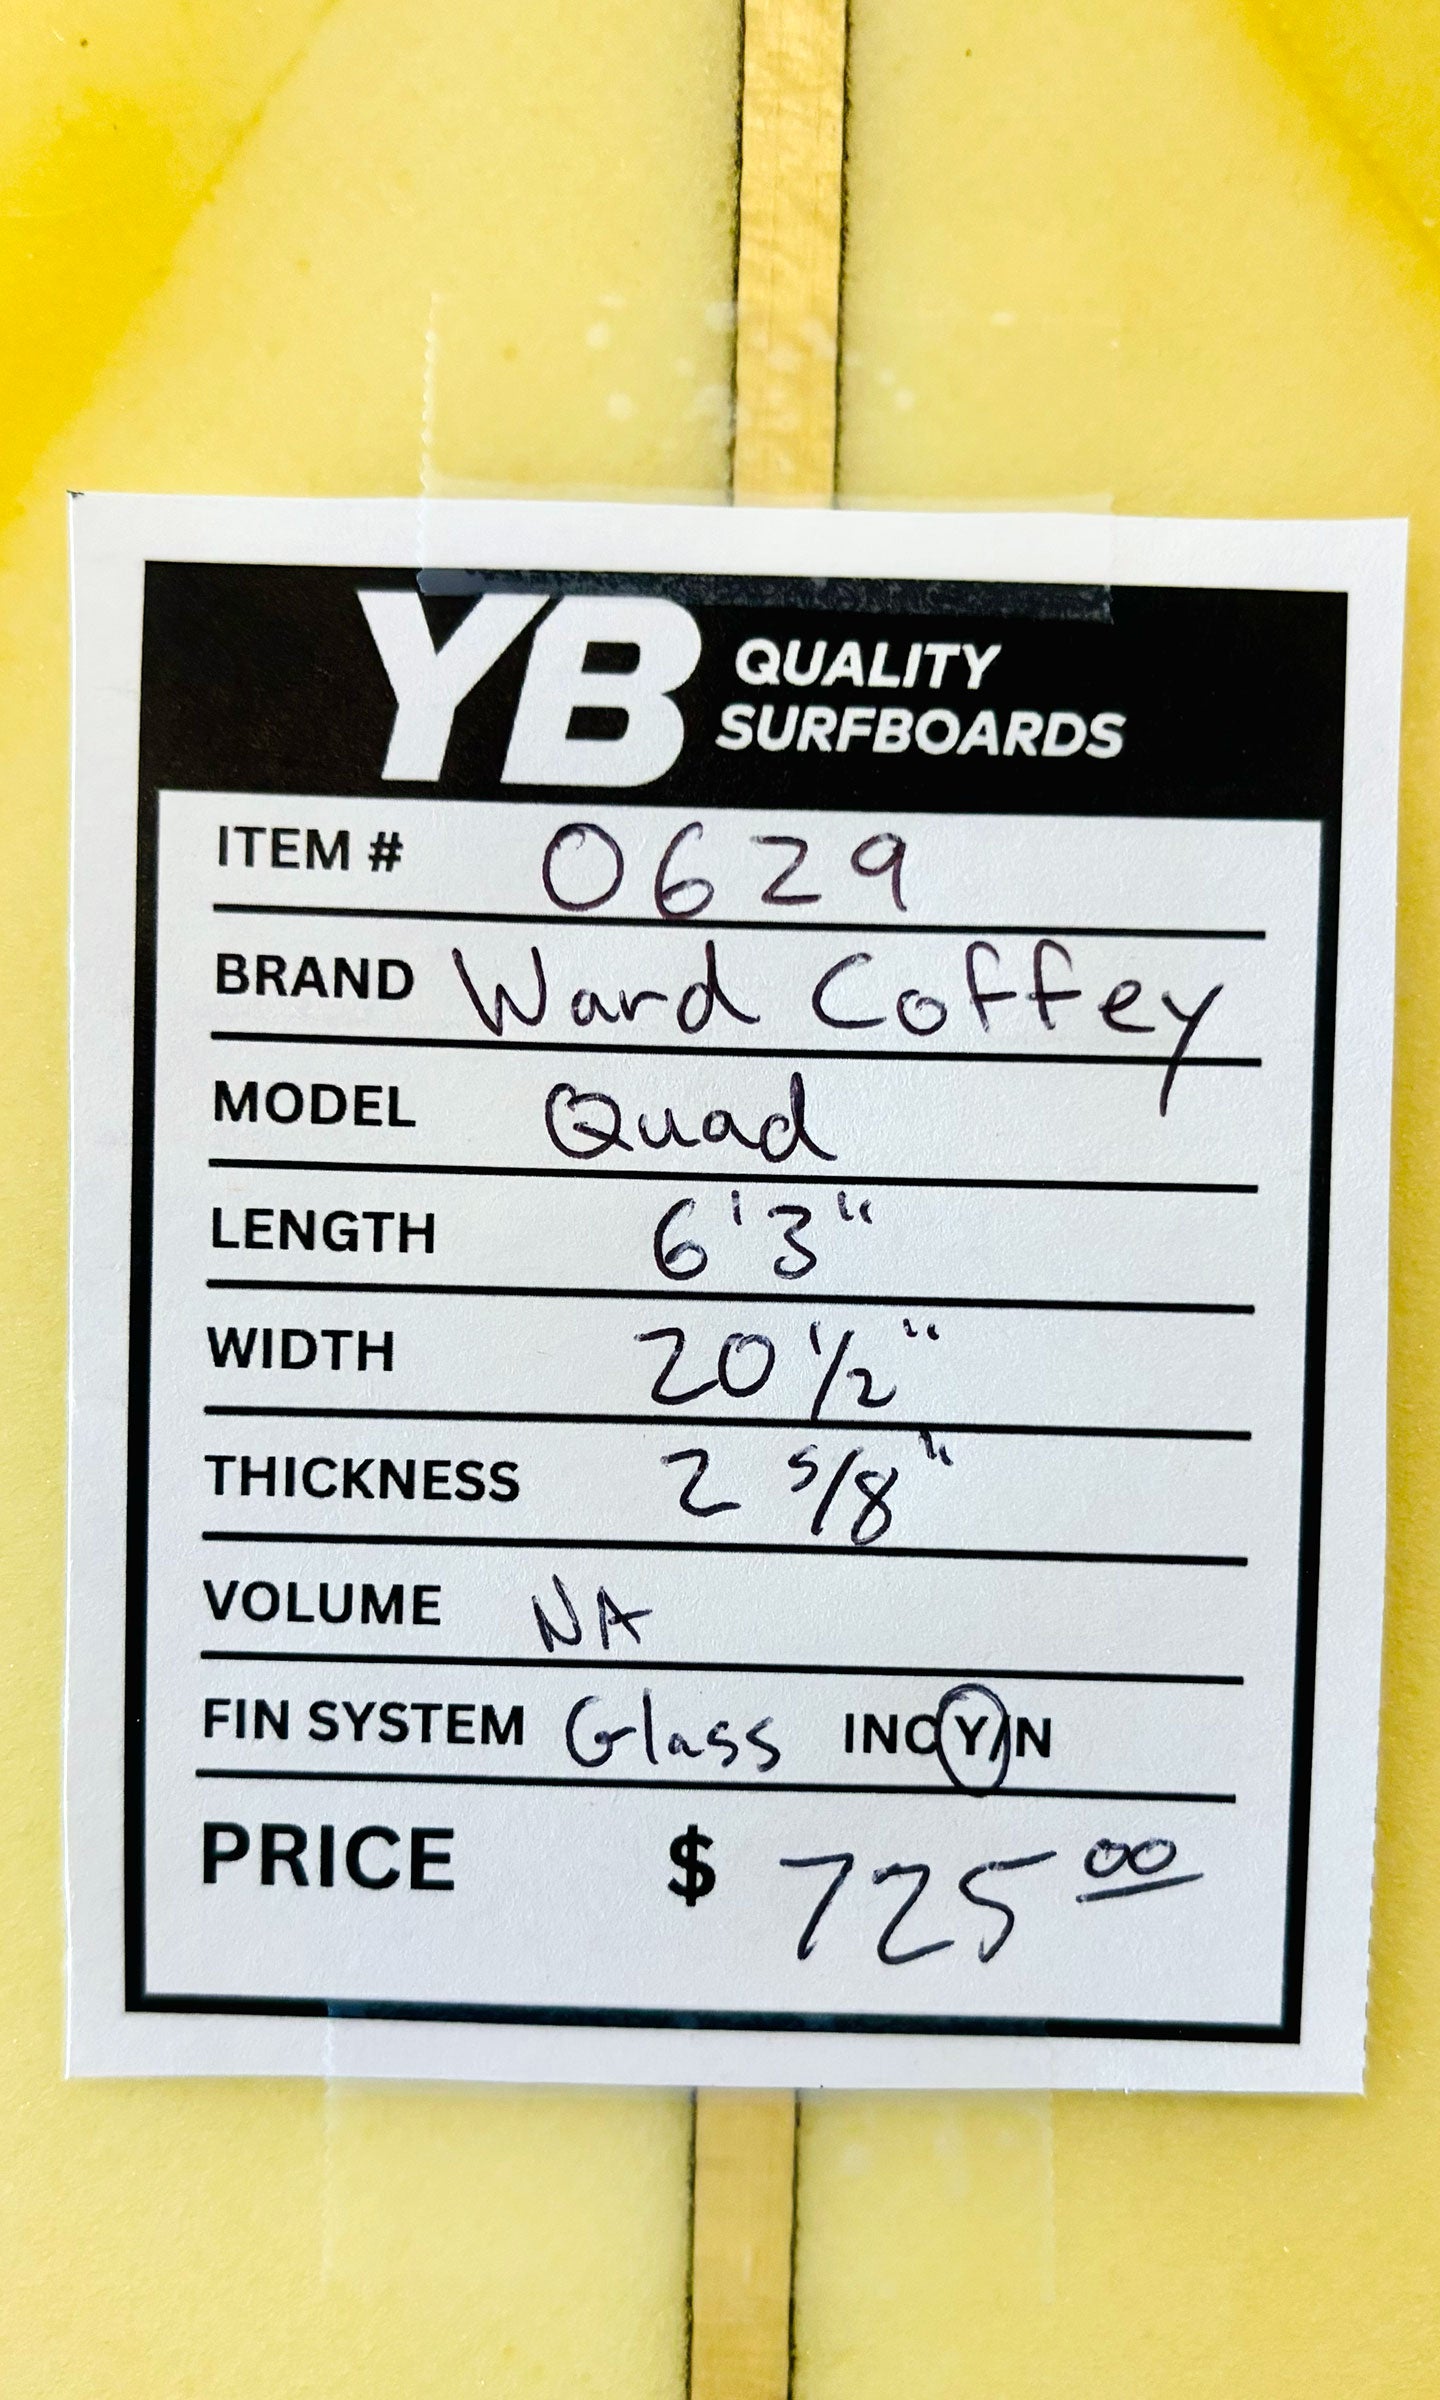 YB QUALITY
SURFBOARDS
ITEM # 0629
BRAND Ward Coffey
MODEL Quad
LENGTH 6'3"
WIDTH 20 1/2"
THICKNESS 2 5/8"
VOLUME NA
FIN SYSTEM Glass INC Y/N
PRICE $ 725 00